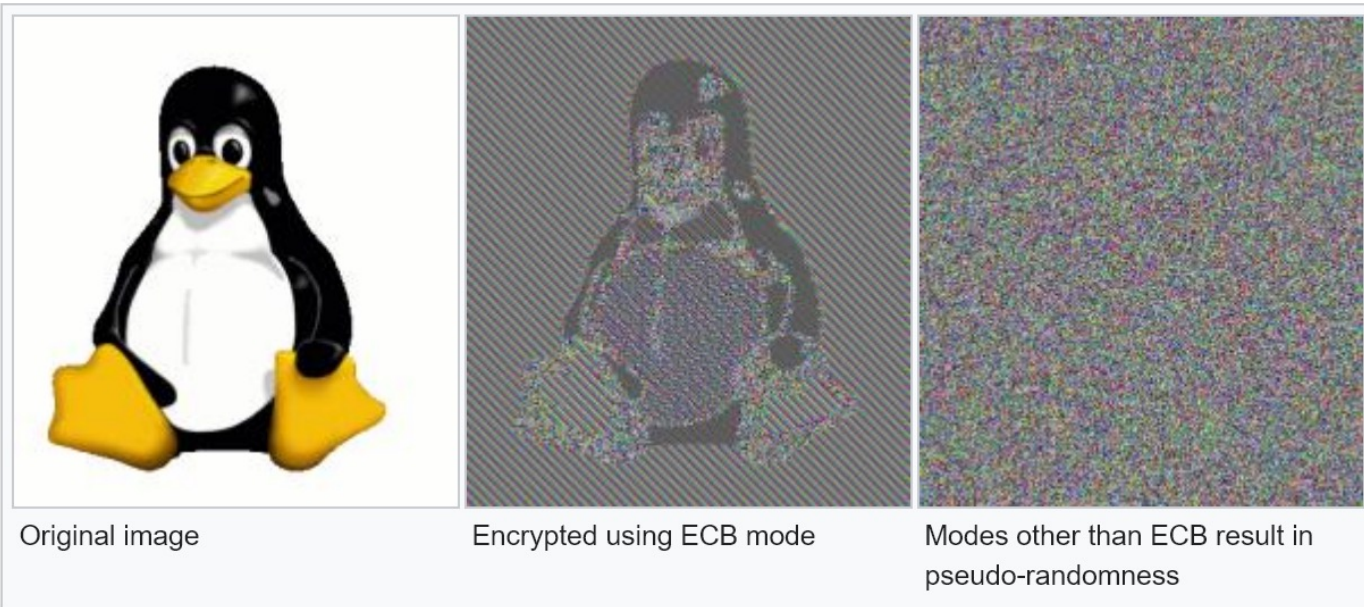 Original image
Encrypted using ECB mode
Modes other than ECB result in
pseudo-randomness